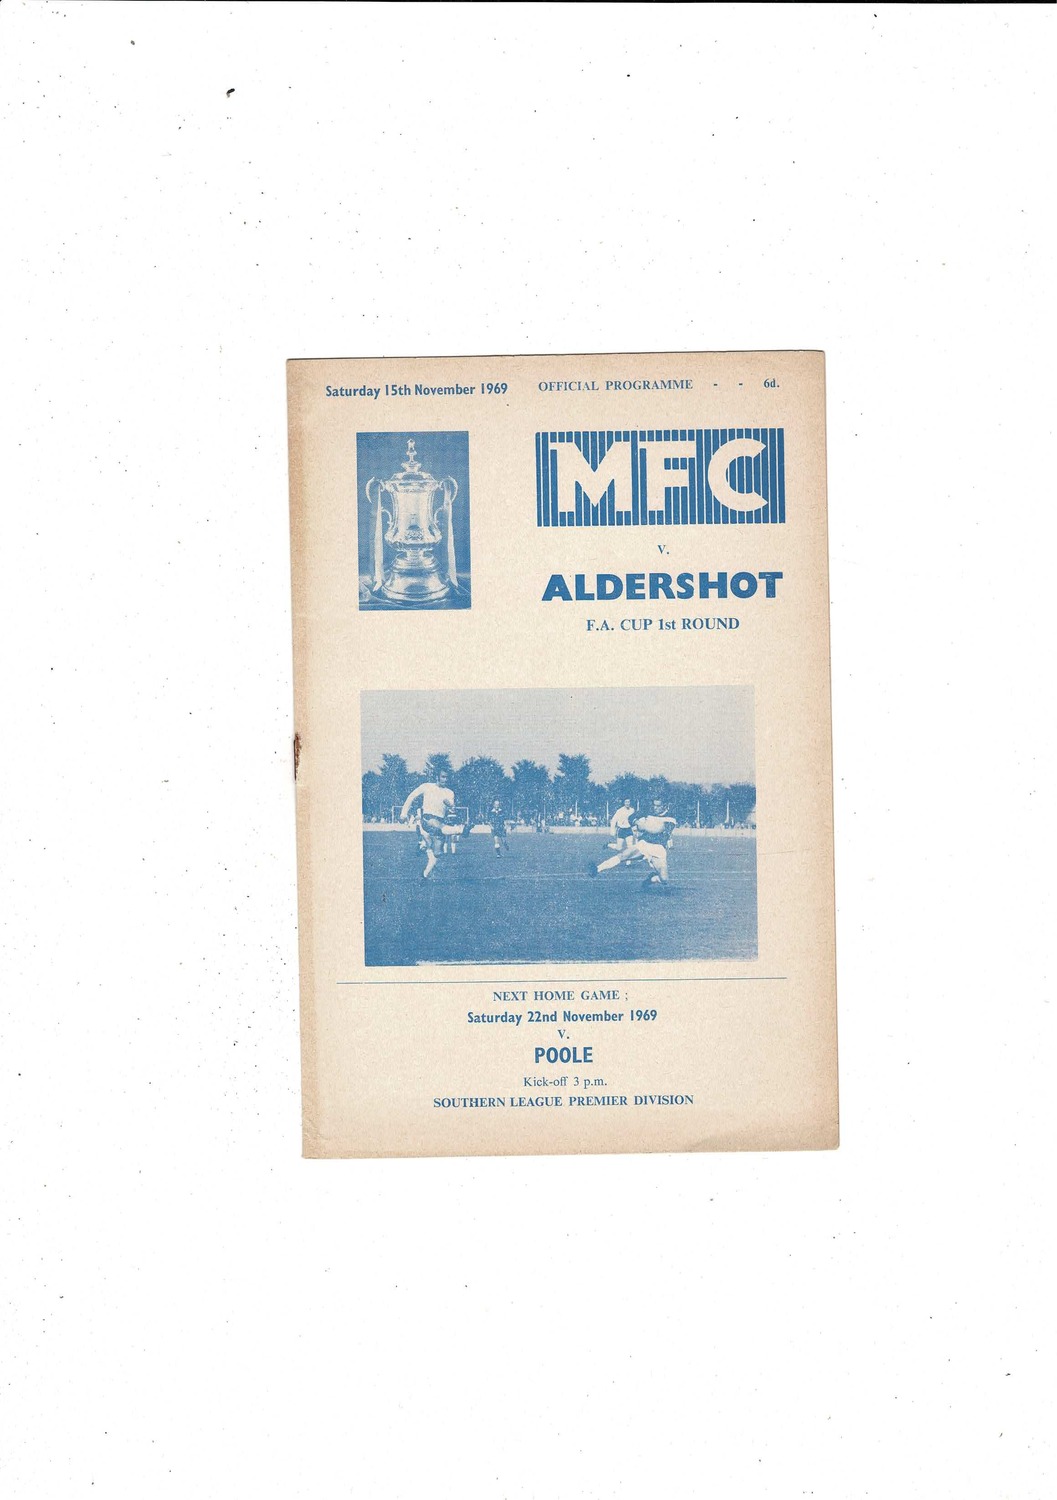 Saturday 15th November 1969 OFFICIAL PROGRAMME - - 6d.
MFC
v.
ALDERSHOT
F.A. CUP 1st ROUND
NEXT HOME GAME ;
Saturday 22nd November 1969
v.
POOLE
Kick-off 3 p.m.
SOUTHERN LEAGUE PREMIER DIVISION